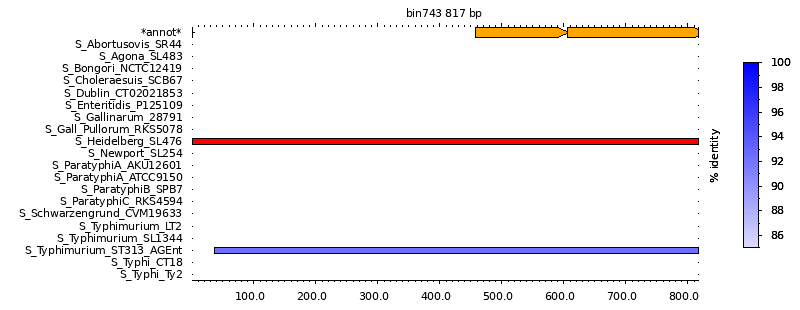 bin743 817 bp
*annot*
S_Abortusovis_SR44
S_Agona_SL483
S_Bongori_NCTC12419
S_Choleraesuis_SCB67
S_Dublin_CT02021853
S_Enteritidis_P125109
S_Gallinarum_28791
S_Gall_Pullorum_RKS5078
S_Heidelberg_SL476
S_Newport_SL254
S_ParatyphiA_AKU12601
S_ParatyphiA_ATCC9150
S_ParatyphiB_SPB7
S_ParatyphiC_RKS4594
S_Schwarzengrund_CVM19633
S_Typhimurium_LT2
S_Typhimurium_SL1344
S_Typhimurium_ST313_AGEnt
S_Typhi_CT18
S_Typhi_Ty2
100.0 200.0 300.0 400.0 500.0 600.0 700.0 800.0
% identity
100
98
96
94
92
90
88
86